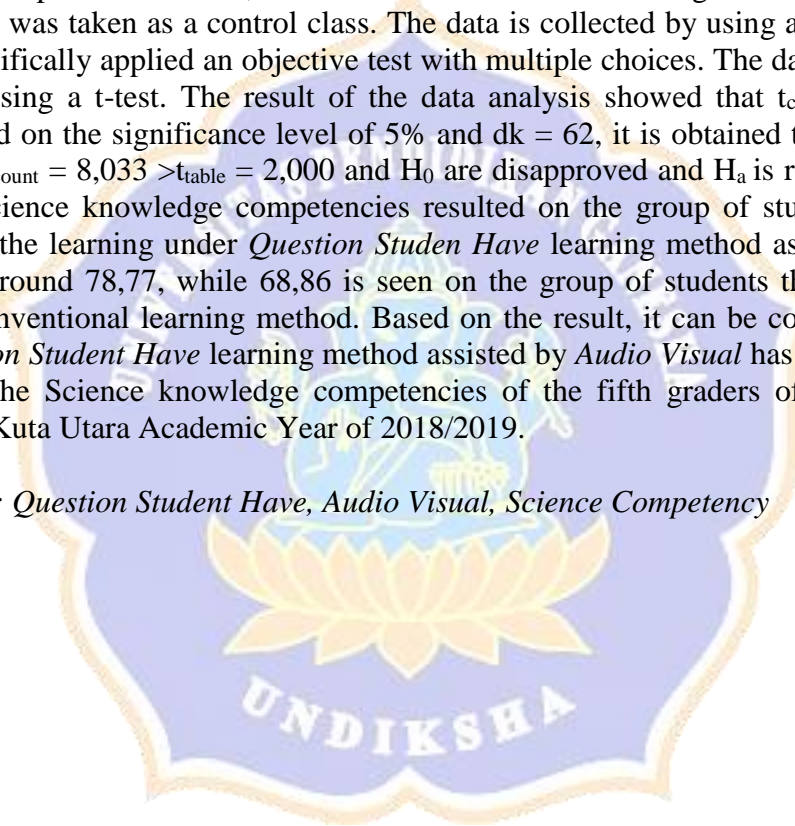 was taken as a control class. The data is collected by using a
ifically applied an objective test with multiple choices. The da
sing a t-test. The result of the data analysis showed that t
d on the significance level of 5% and dk = 62, it is obtained t
ount = 8,033 >ttable = 2,000 and H0 are disapproved and Ha is r
cience knowledge competencies resulted on the group of stu
the learning under Question Studen Have learning method as
round 78,77, while 68,86 is seen on the group of students th
nventional learning method. Based on the result, it can be co
on Student Have learning method assisted by Audio Visual has
he Science knowledge competencies of the fifth graders of
Kuta Utara Academic Year of 2018/2019.
: Question Student Have, Audio Visual, Science Competency
UNDIKSHA